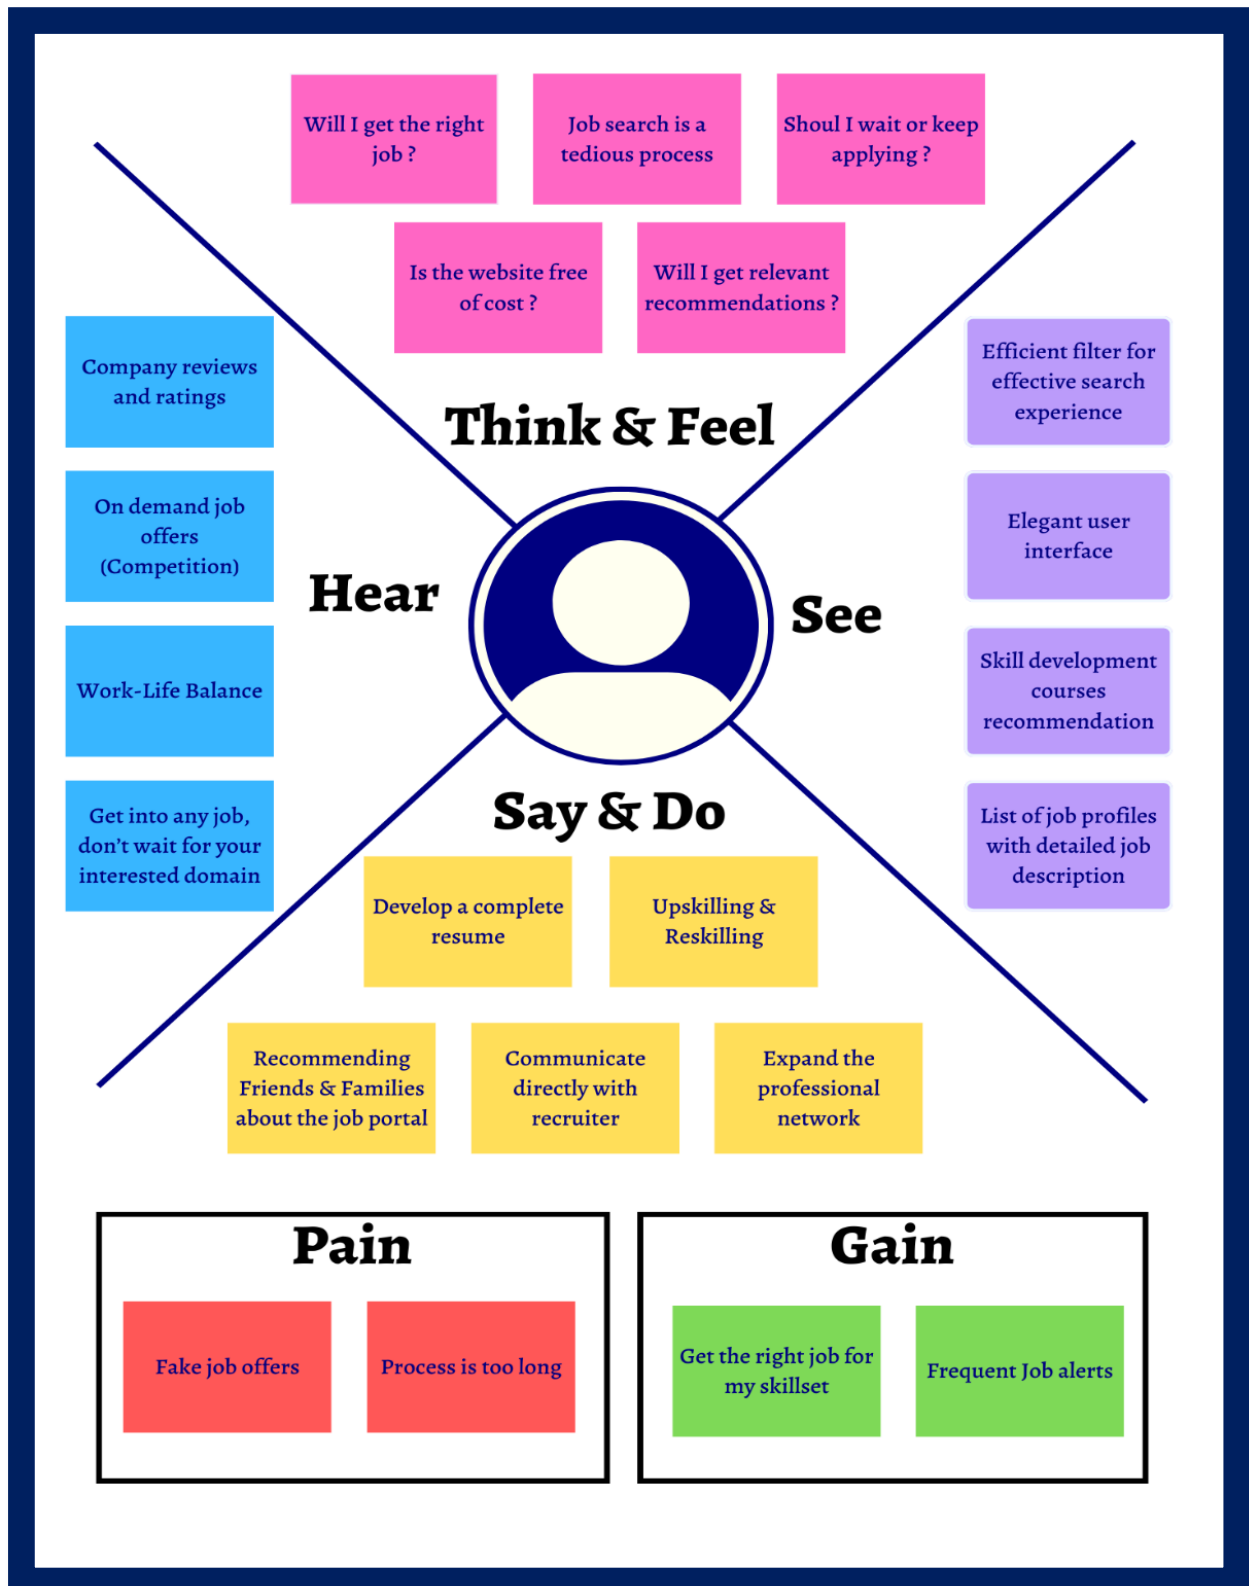 Will I get the right
job ?
Job search is a
tedious process
Shoul I wait or keep
applying ?
Is the website free
of cost ?
Will I get relevant
recommendations ?
Think & Feel
Company reviews
and ratings
On demand job
offers
(Competition)
Work-Life Balance
Get into any job,
don't wait for your
interested domain
Hear
See
Efficient filter for
effective search
experience
Elegant user
interface
Skill development
courses
recommendation
List of job profiles
with detailed job
description
Say & Do
Develop a complete
resume
Upskilling &
Reskilling
Recommending
Friends & Families
about the job portal
Communicate
directly with
recruiter
Expand the
professional
network
Pain
Fake job offers
Process is too long
Gain
Get the right job for
my skillset
Frequent Job alerts